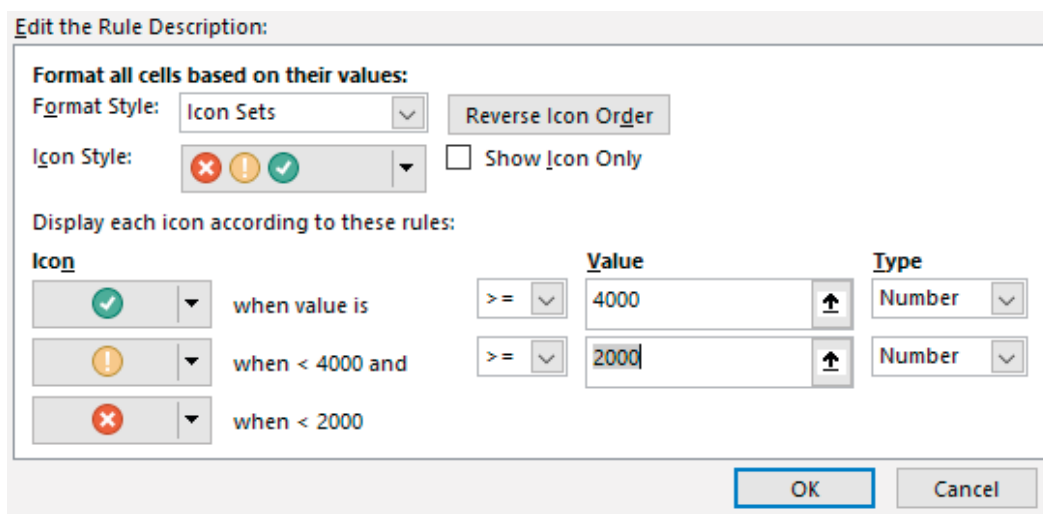 Edit the Rule Description:
Format all cells based on their values:
Format Style: Icon Sets Reverse Icon Order
Icon Style: Show Icon Only
Display each icon according to these rules:
Icon Value Type
when value is >= 4000 Number
when < 4000 and >= 2000 Number
when < 2000
OK Cancel